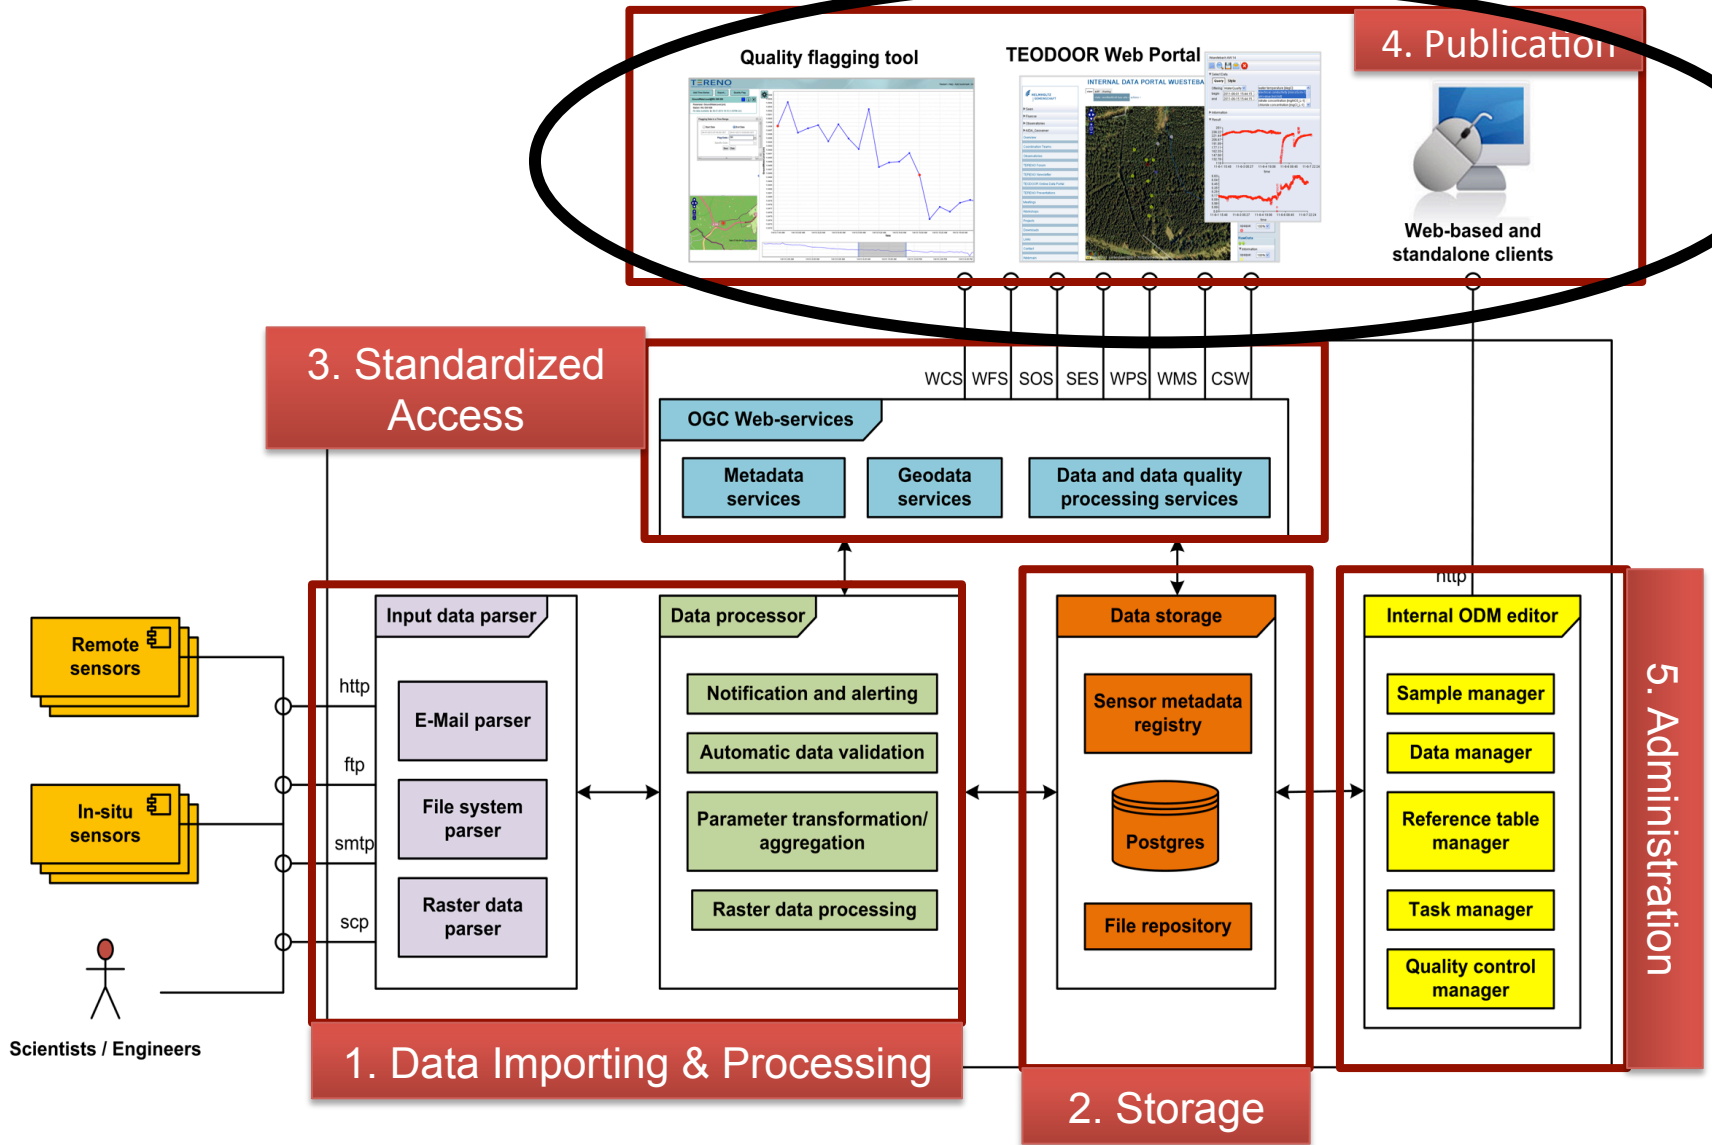 4. Publication
Quality flagging tool
TEODOOR Web Portal
TERENO
INTERNAL DATA PORTAL WUESTEBA
Web-based and
standalone clients
3. Standardized
Access
WCS
WFS
SOS
SES
WPS
WMS
CSW
OGC Web-services
Metadata
services
Geodata
services
Data and data quality
processing services
http
Input data parser
Data processor
Data storage
Internal ODM editor
Remote
sensors
In-situ
sensors
Scientists / Engineers
http
ftp
smtp
scp
E-Mail parser
File system
parser
Raster data
parser
Notification and alerting
Automatic data validation
Parameter transformation/
aggregation
Raster data processing
Sensor metadata
registry
Postgres
File repository
Sample manager
Data manager
Reference table
manager
Task manager
Quality control
manager
5. Administration
1. Data Importing & Processing
2. Storage